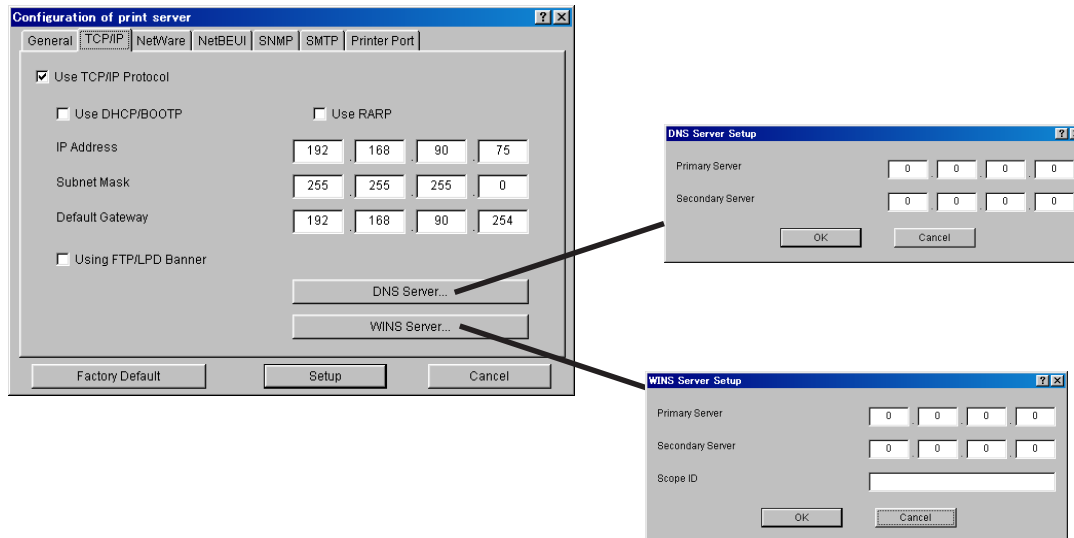 Configuration of print server
General TCP/IP NetWare NetBEUI SNMP SMTP Printer Port
Use TCP/IP Protocol
Use DHCP/BOOTP Use RARP
IP Address 192 . 168 . 90 . 75
Subnet Mask 255 . 255 . 255 . 0
Default Gateway 192 . 168 . 90 . 254
Using FTP/LPD Banner
DNS Server...
WINS Server...
Factory Default Setup Cancel
DNS Server Setup
Primary Server 0 . 0 . 0 . 0
Secondary Server 0 . 0 . 0 . 0
OK Cancel
WINS Server Setup
Primary Server 0 . 0 . 0 . 0
Secondary Server 0 . 0 . 0 . 0
Scope ID
OK Cancel